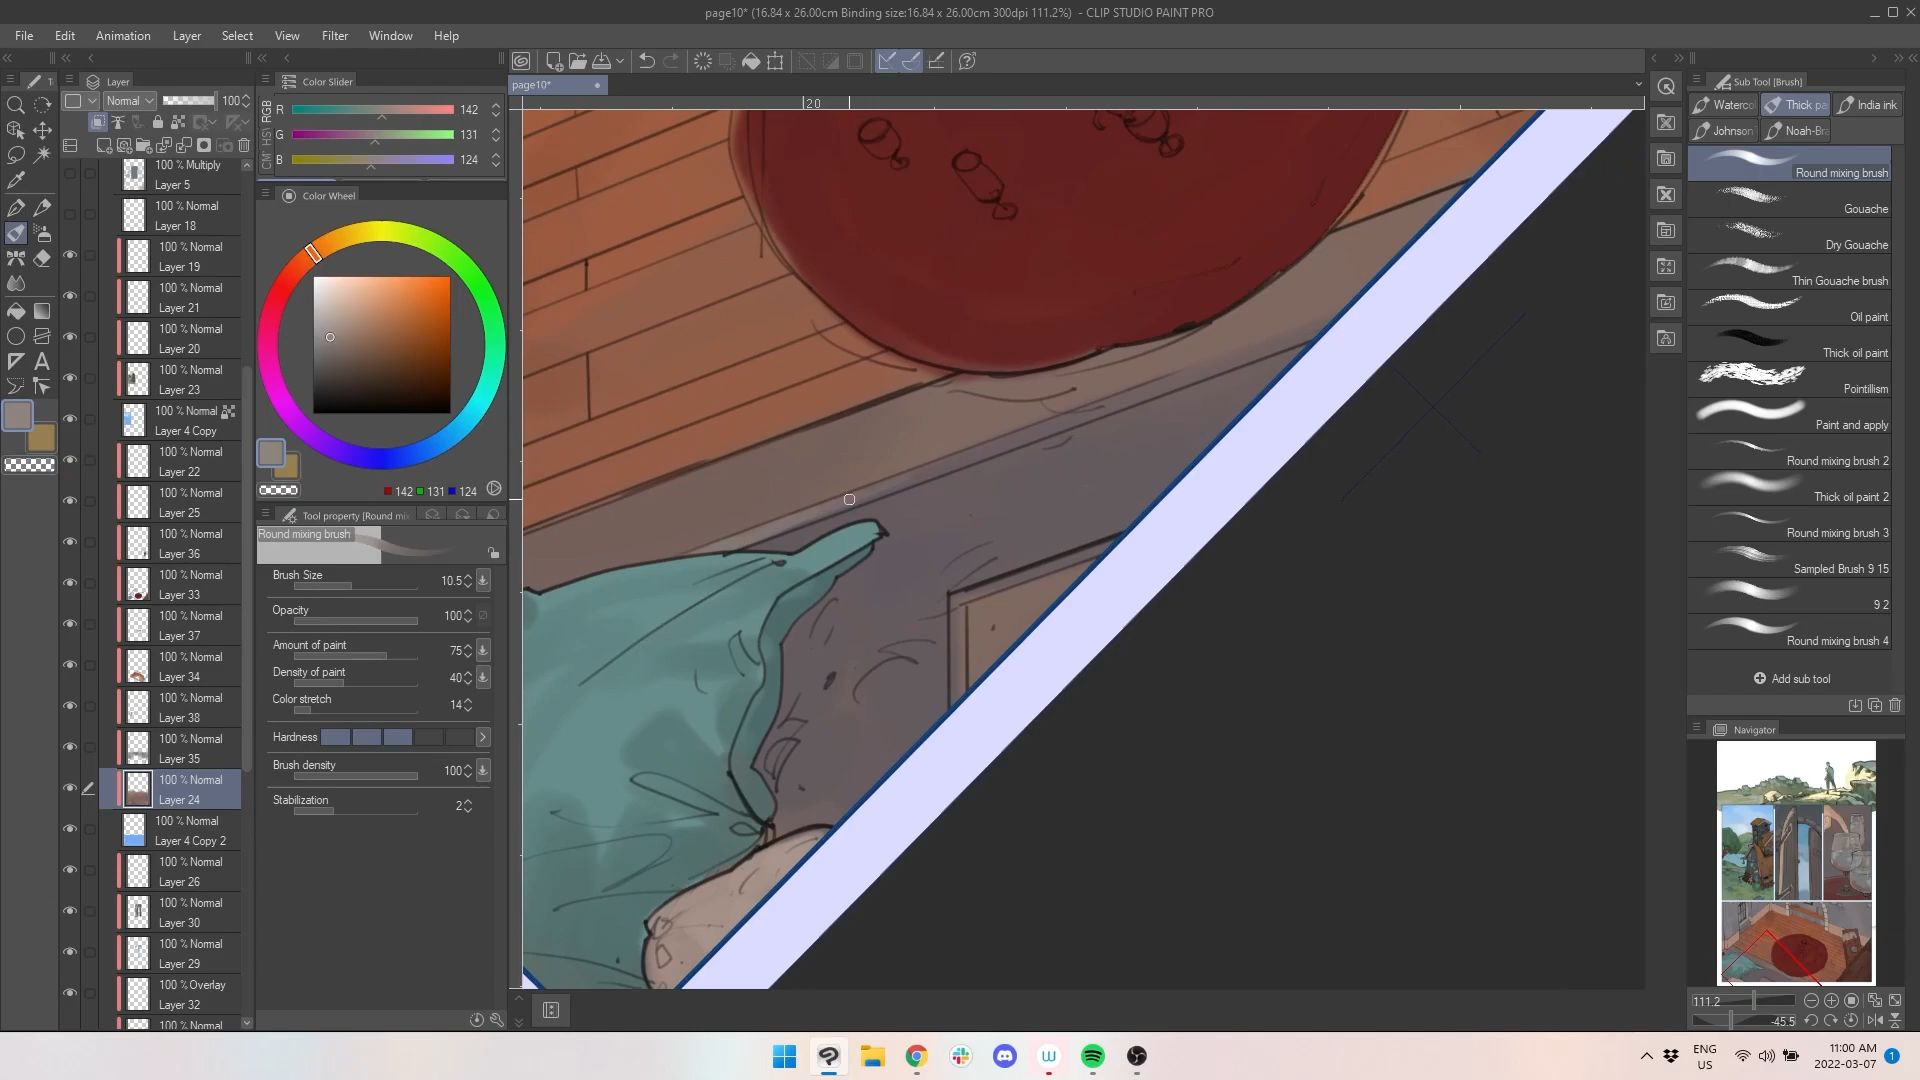 page10* (16.84 x 26.00cm Binding size:16.84 x 26.00cm 300dpi 111.2%) - CLIP STUDIO PAINT PRO
File Edit Animation Layer Select View Filter Window Help
Layer
Normal 100
100 % Multiply
Layer 5
100 % Normal
Layer 18
100 % Normal
Layer 19
100 % Normal
Layer 21
100 % Normal
Layer 20
100 % Normal
Layer 23
100 % Normal
Layer 4 Copy
100 % Normal
Layer 22
100 % Normal
Layer 25
100 % Normal
Layer 36
100 % Normal
Layer 33
100 % Normal
Layer 37
100 % Normal
Layer 34
100 % Normal
Layer 38
100 % Normal
Layer 35
100 % Normal
Layer 24
100 % Normal
Layer 4 Copy 2
100 % Normal
Layer 26
100 % Normal
Layer 30
100 % Normal
Layer 29
100 % Overlay
Layer 32
100 % Normal
Color Slider
RGB
HSV
CM
R 142
G 131
B 124
Color Wheel
142 131 124
Tool property [Round mi
Round mixing brush
Brush Size 10.5
Opacity 100
Amount of paint 75
Density of paint 40
Color stretch 14
Hardness
Brush density 100
Stabilization 2
page10*
20
Sub Tool [Brush]
Waterco Thick pa India ink
Johnson Noah-Bra
Round mixing brush
Gouache
Dry Gouache
Thin Gouache brush
Oil paint
Thick oil paint
Pointillism
Paint and apply
Round mixing brush 2
Thick oil paint 2
Round mixing brush 3
Sampled Brush 9 15
9 2
Round mixing brush 4
Add sub tool
Navigator
111.2
-45.5
ENG
US
11:00 AM
2022-03-07
1